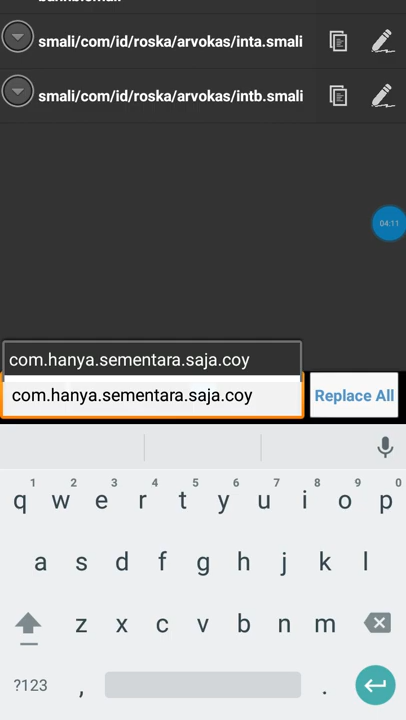 smali/com/id/roska/arvokas/inta.smali
smali/com/id/roska/arvokas/intb.smali
04:11
com.hanya.sementara.saja.coy
com.hanya.sementara.saja.coy
Replace All
1 2 3 4 5 6 7 8 9 0
q w e r t y u i o p
a s d f g h j k l
z x c v b n m
?123 , .